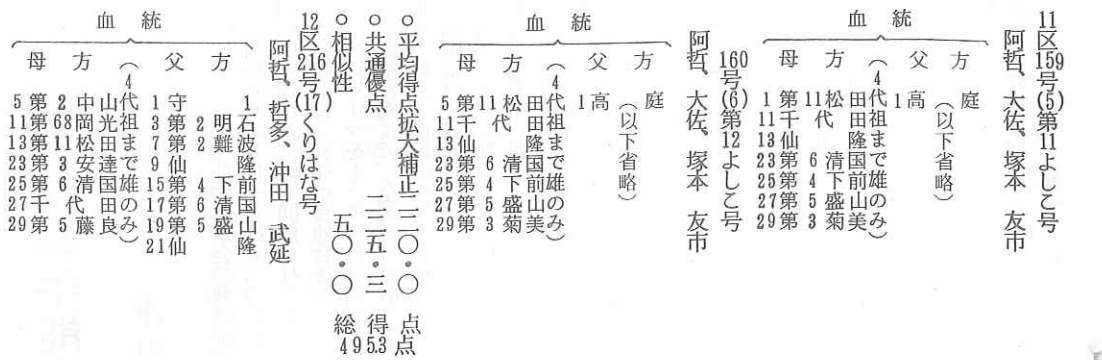 11区159号(5)第11よしこ号
阿哲、大佐、塚本 友市
血統
(4代祖まで雄のみ)
父方
1高庭
(以下省略)
母方
1第11松田
11千代田
13仙隆
23第6清国
25第4下前
27第5盛山
29第3菊美
160号(6)第12よしこ号
阿哲、大佐、塚本 友市
血統
(4代祖まで雄のみ)
父方
1高庭
(以下省略)
母方
5第11松田
11千代田
13仙隆
23第6清国
25第4下前
27第5盛山
29第3菊美
○平均得点拡大補正二二〇・〇点
○共通優点 二二五・三 得点
○相似性 五〇・〇 総495.3
12区216号(17)くりはな号
阿哲、哲多、沖田 武延
血統
(4代祖まで雄のみ)
父方
1守1
3第2明石
7第2難波
9仙隆
15第4下前
17第6清国
19第5盛山
21仙隆
母方
5第2中山
11第68岡光
13第11松田
23第3安達
25第6清国
27千代田
29第5藤良